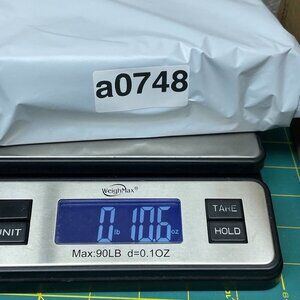 a0748
WeighMax®
0 lb 10.6 oz
UNIT
TARE
HOLD
Max:90LB d=0.1OZ